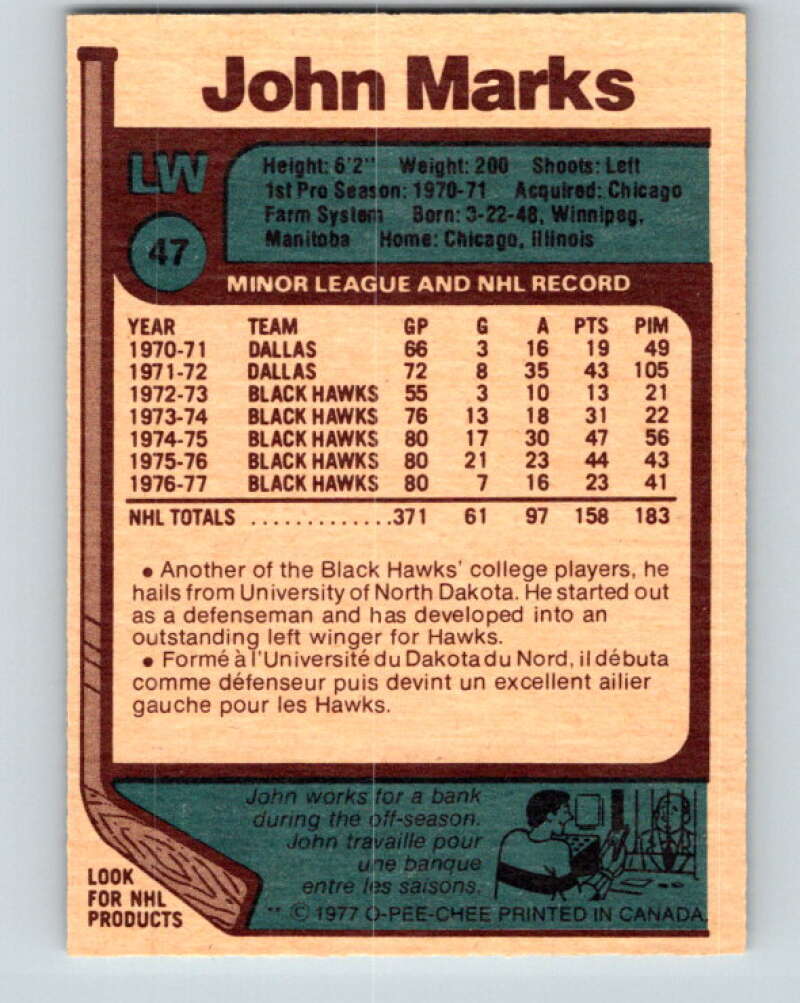 John Marks
LW
47
Height: 6'2" Weight: 200 Shoots: Left
1st Pro Season: 1970-71 Acquired: Chicago
Farm System Born: 3-22-48, Winnipeg,
Manitoba Home: Chicago, Illinois
MINOR LEAGUE AND NHL RECORD
YEAR TEAM GP G A PTS PIM
1970-71 DALLAS 66 3 16 19 49
1971-72 DALLAS 72 8 35 43 105
1972-73 BLACK HAWKS 55 3 10 13 21
1973-74 BLACK HAWKS 76 13 18 31 22
1974-75 BLACK HAWKS 80 17 30 47 56
1975-76 BLACK HAWKS 80 21 23 44 43
1976-77 BLACK HAWKS 80 7 16 23 41
NHL TOTALS .............371 61 97 158 183
• Another of the Black Hawks' college players, he
hails from University of North Dakota. He started out
as a defenseman and has developed into an
outstanding left winger for Hawks.
• Formé à l'Université du Dakota du Nord, il débuta
comme défenseur puis devint un excellent ailier
gauche pour les Hawks.
John works for a bank
during the off-season.
John travaille pour
une banque
entre les saisons.
LOOK
FOR NHL
PRODUCTS
** © 1977 O-PEE-CHEE PRINTED IN CANADA.